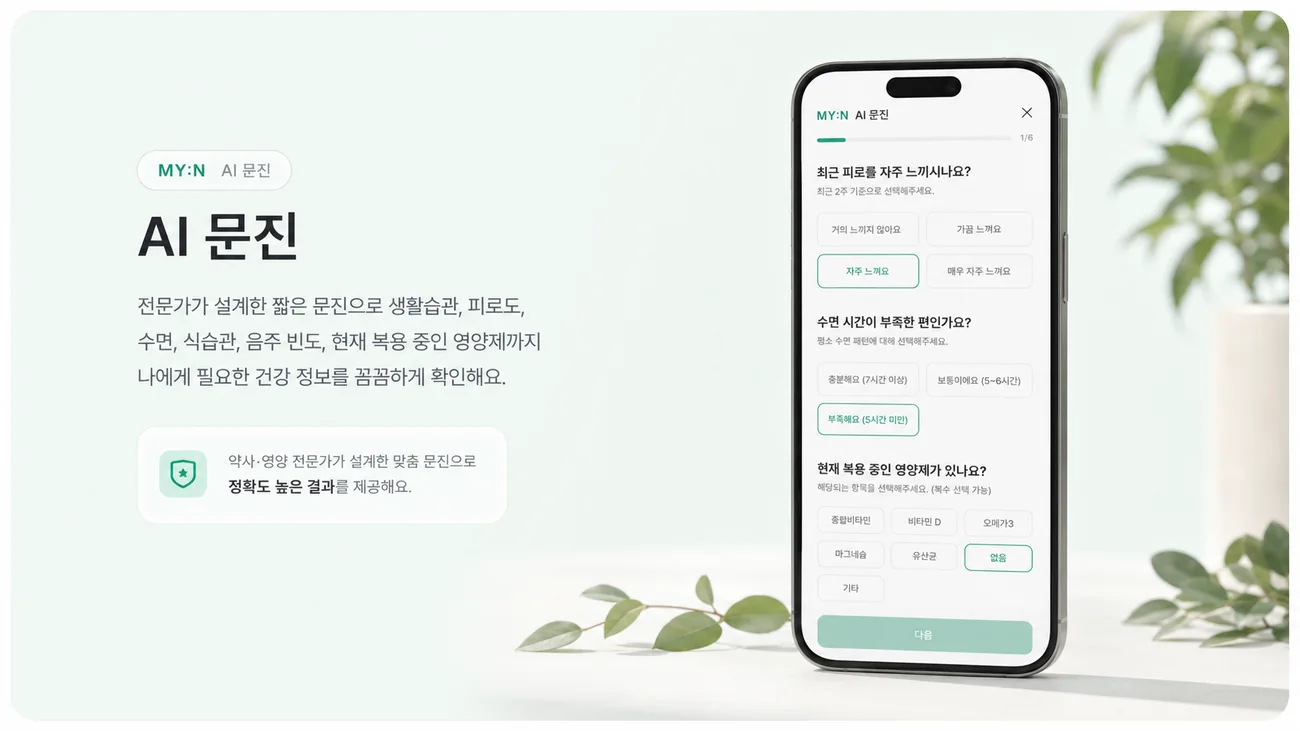 MY:N AI 문진
AI 문진
전문가가 설계한 짧은 문진으로 생활습관, 피로도,
수면, 식습관, 음주 빈도, 현재 복용 중인 영양제까지
나에게 필요한 건강 정보를 꼼꼼하게 확인해요.
약사·영양 전문가가 설계한 맞춤 문진으로
정확도 높은 결과를 제공해요.
MY:N AI 문진
1/6
최근 피로를 자주 느끼시나요?
최근 2주 기준으로 선택해주세요.
거의 느끼지 않아요 가끔 느껴요
자주 느껴요 매우 자주 느껴요
수면 시간이 부족한 편인가요?
평소 수면 패턴에 대해 선택해주세요.
충분해요 (7시간 이상) 보통이에요 (5~6시간)
부족해요 (5시간 미만)
현재 복용 중인 영양제가 있나요?
해당되는 항목을 선택해주세요. (복수 선택 가능)
종합비타민 비타민 D 오메가3
마그네슘 유산균 없음
기타
다음